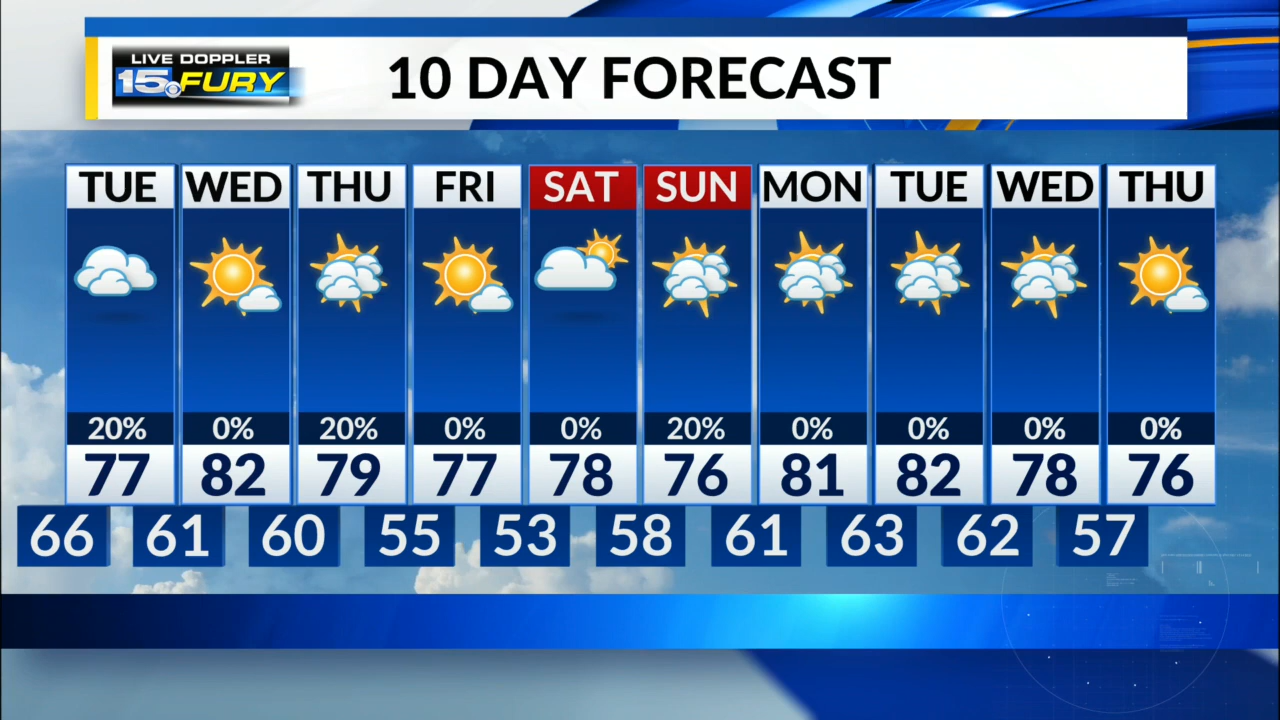 LIVE DOPPLER
15 FURY
10 DAY FORECAST
TUE WED THU FRI SAT SUN MON TUE WED THU
20% 0% 20% 0% 0% 20% 0% 0% 0% 0%
77 82 79 77 78 76 81 82 78 76
66 61 60 55 53 58 61 63 62 57